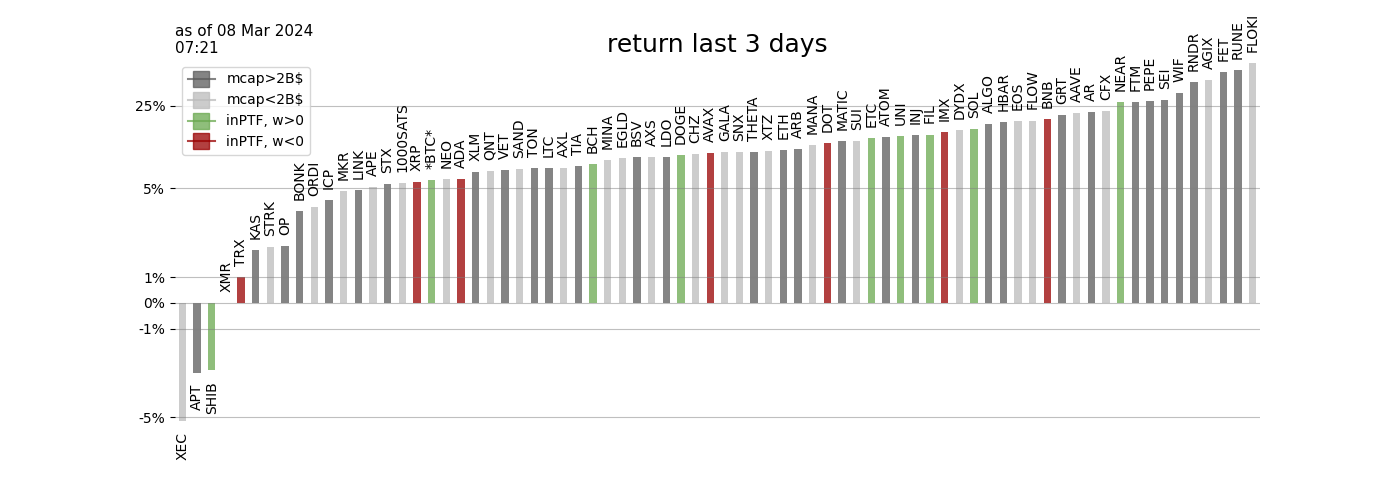 as of 08 Mar 2024
07:21
return last 3 days
mcap>2B$
mcap<2B$
inPTF, w>0
inPTF, w<0
25%
5%
1%
0%
-1%
-5%
XEC
APT
SHIB
XMR
TRX
KAS
STRK
OP
BONK
ORDI
ICP
MKR
LINK
APE
STX
1000SATS
XRP
*BTC*
NEO
ADA
XLM
QNT
VET
SAND
TON
LTC
AXL
TIA
BCH
MINA
EGLD
BSV
AXS
LDO
DOGE
CHZ
AVAX
GALA
SNX
THETA
XTZ
ETH
ARB
MANA
DOT
MATIC
SUI
ETC
ATOM
UNI
INJ
FIL
IMX
DYDX
SOL
ALGO
HBAR
EOS
FLOW
BNB
GRT
AAVE
AR
CFX
NEAR
FTM
PEPE
SEI
WIF
RNDR
AGIX
FET
RUNE
FLOKI